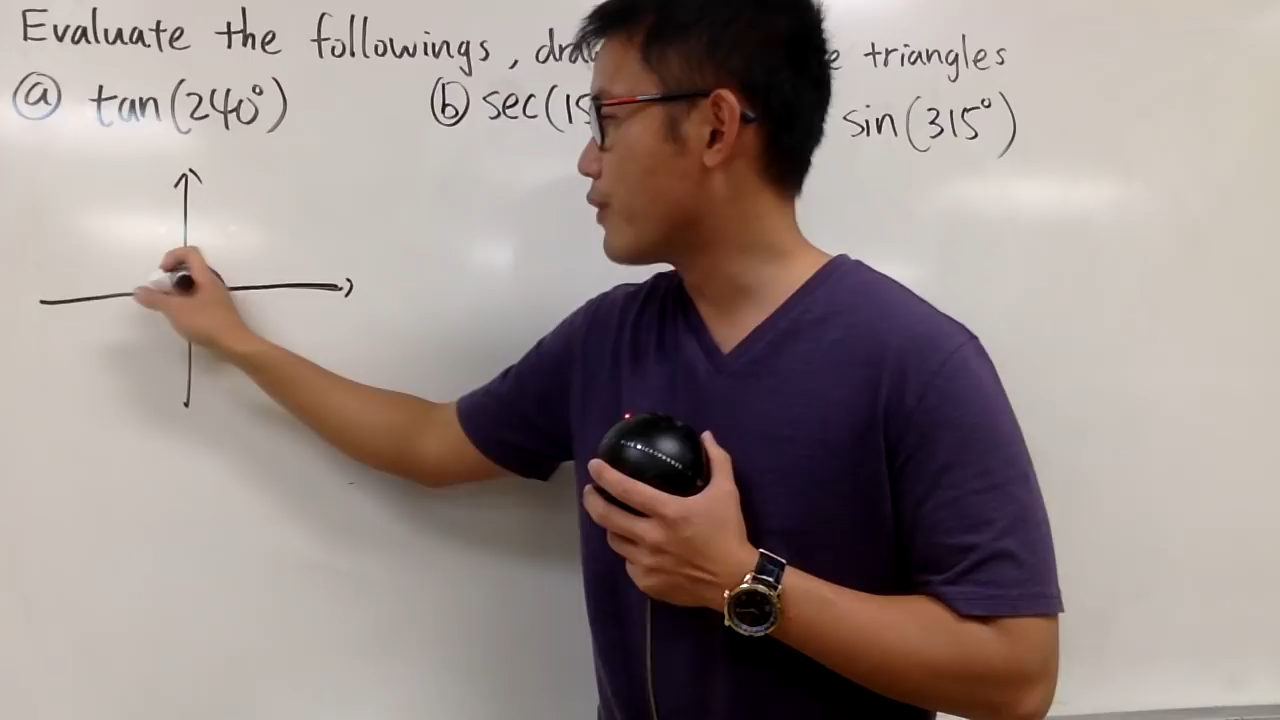 Evaluate the followings, dra e triangles
ⓐ tan(240°) ⓑ sec(15 sin(315°)